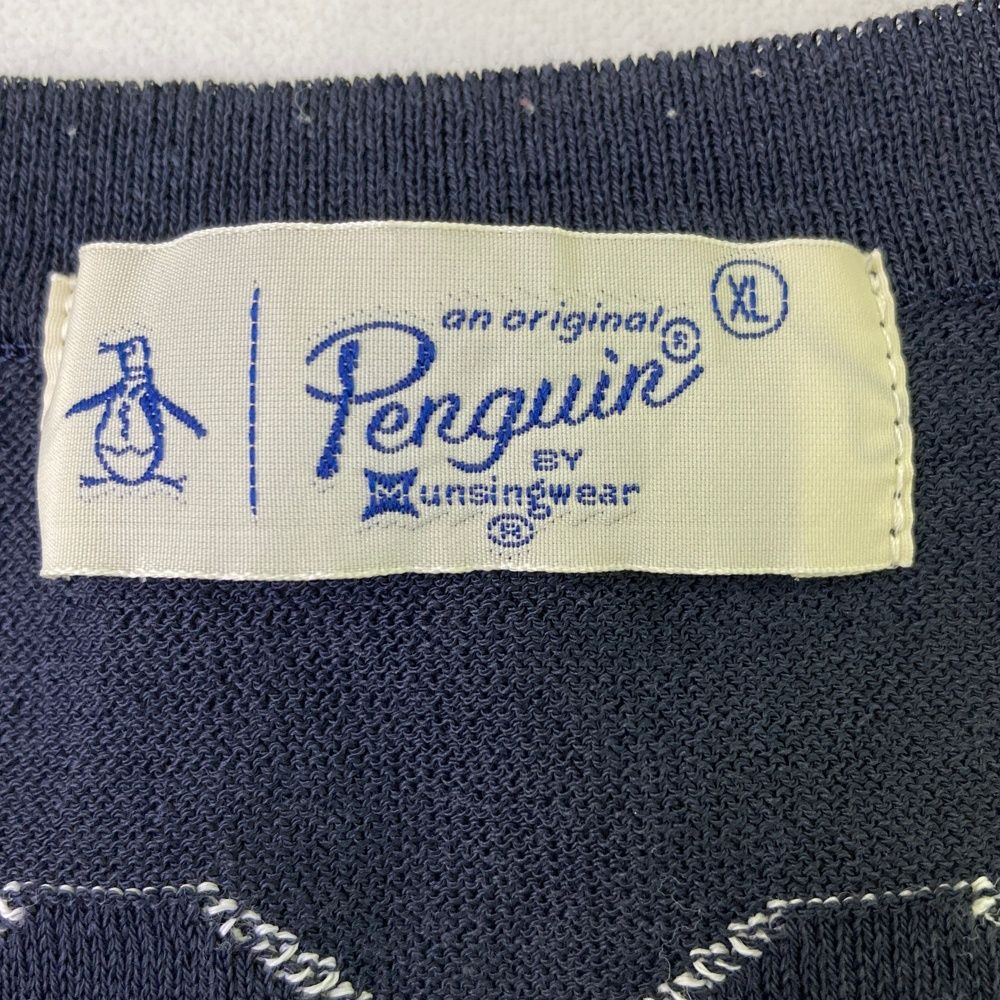 XL
an original
Penguin®
BY
Munsingwear
®